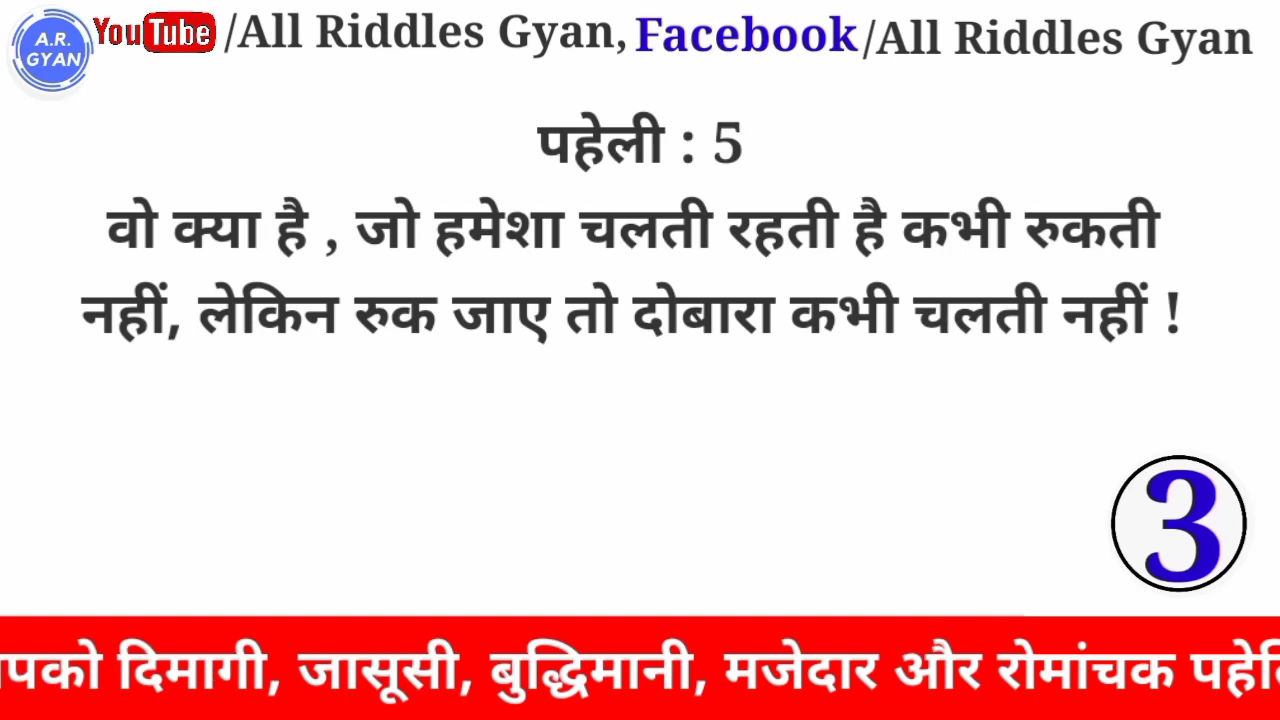 A.R.
GYAN
YouTube /All Riddles Gyan, Facebook/All Riddles Gyan
पहेली : 5
वो क्या है , जो हमेशा चलती रहती है कभी रुकती
नहीं, लेकिन रुक जाए तो दोबारा कभी चलती नहीं !
3
दिमागी, जासूसी, बुद्धिमानी, मजेदार और रोमांचक